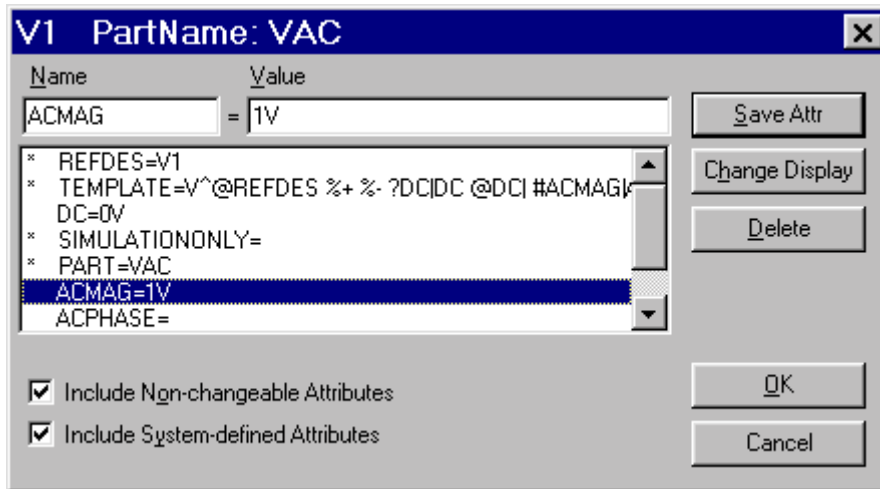 V1 PartName: VAC
Name Value
ACMAG = 1V
Save Attr
* REFDES=V1
* TEMPLATE=V^@REFDES %+ %- ?DC|DC @DC| #ACMAG|
DC=0V
* SIMULATIONONLY=
* PART=VAC
ACMAG=1V
ACPHASE=
Change Display
Delete
Include Non-changeable Attributes
Include System-defined Attributes
OK
Cancel